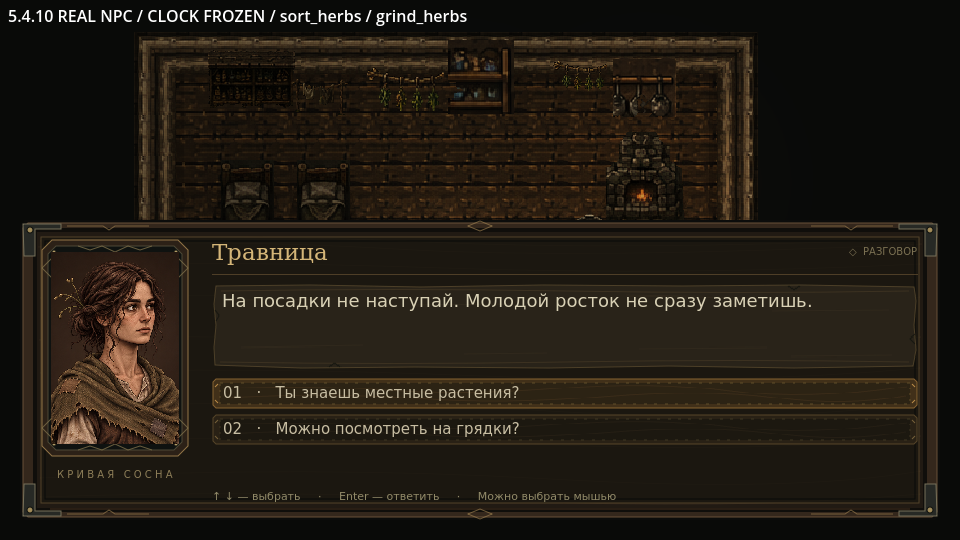 5.4.10 REAL NPC / CLOCK FROZEN / sort_herbs / grind_herbs
Травница
◇ РАЗГОВОР
На посадки не наступай. Молодой росток не сразу заметишь.
01 · Ты знаешь местные растения?
02 · Можно посмотреть на грядки?
КРИВАЯ СОСНА
↑ ↓ — выбрать · Enter — ответить · Можно выбрать мышью